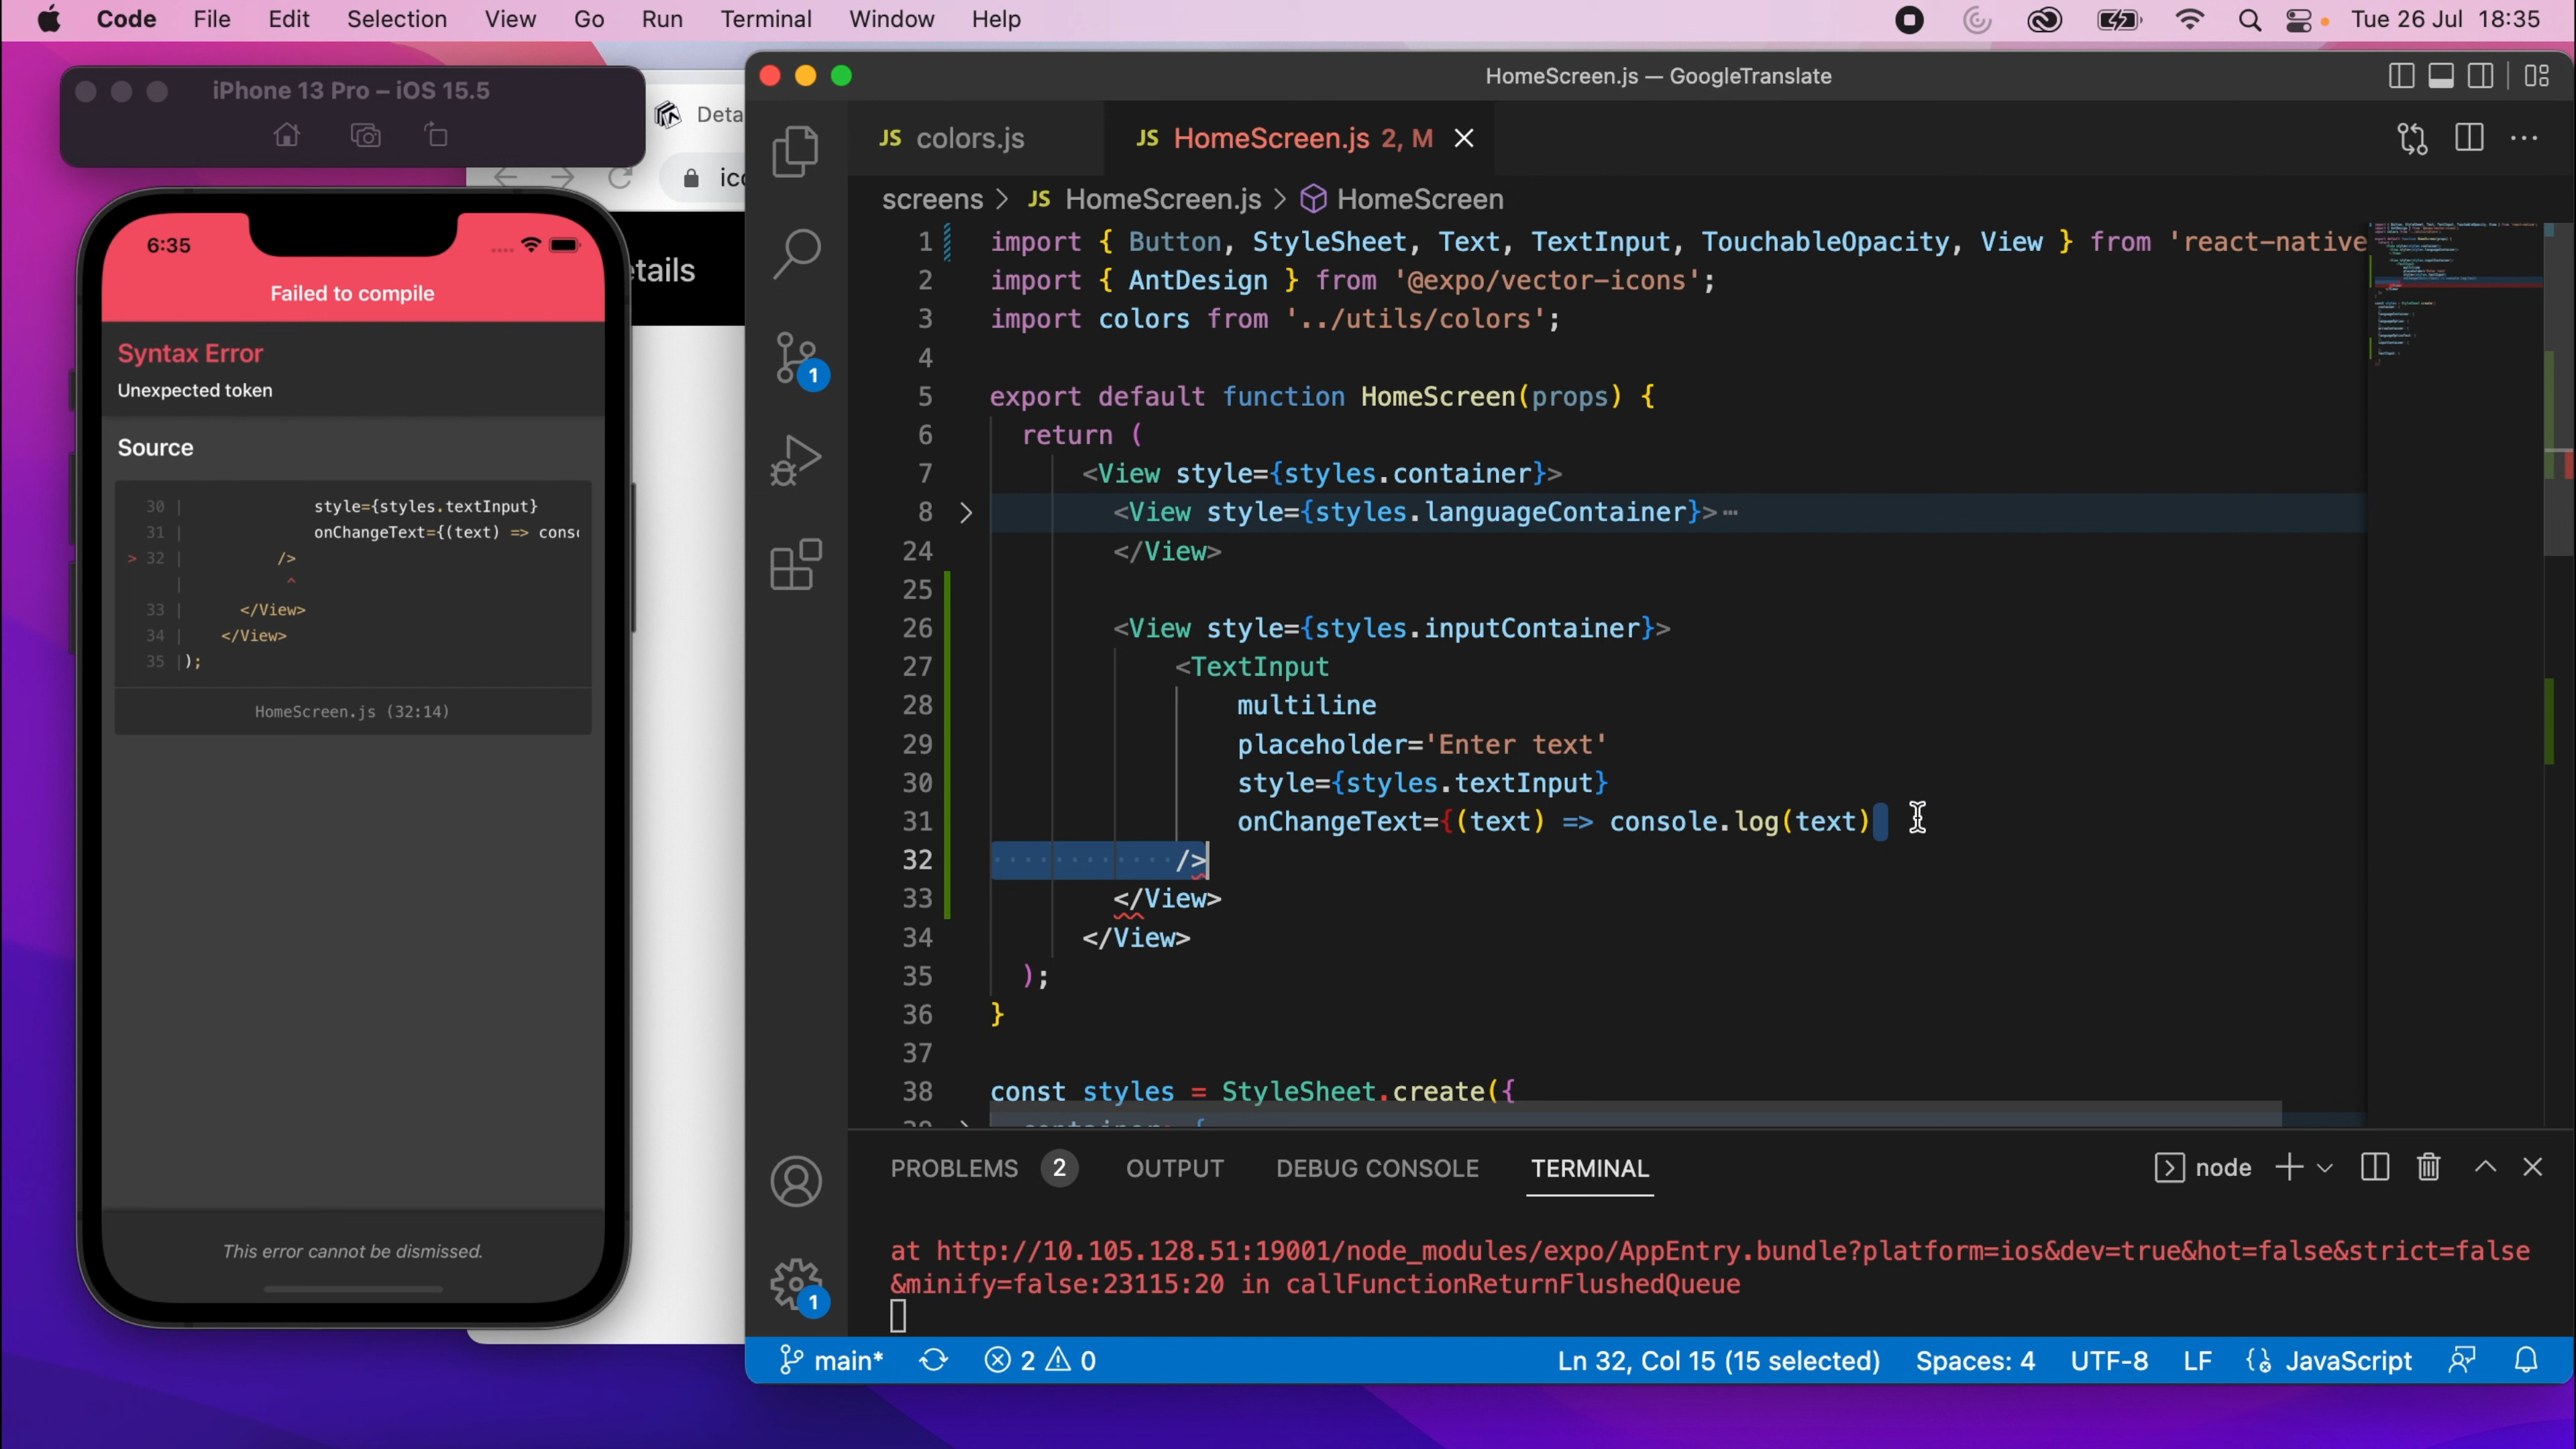 Code File Edit Selection View Go Run Terminal Window Help Tue 26 Jul 18:35
iPhone 13 Pro – iOS 15.5
Deta
etails
6:35
Failed to compile
Syntax Error
Unexpected token
Source
30 | style={styles.textInput}
31 | onChangeText={(text) => conso
> 32 | />
| ^
33 | </View>
34 | </View>
35 |);
HomeScreen.js (32:14)
This error cannot be dismissed.
HomeScreen.js — GoogleTranslate
JS colors.js JS HomeScreen.js 2, M
screens > JS HomeScreen.js > HomeScreen
1 import { Button, StyleSheet, Text, TextInput, TouchableOpacity, View } from 'react-native
2 import { AntDesign } from '@expo/vector-icons';
3 import colors from '../utils/colors';
4
5 export default function HomeScreen(props) {
6 return (
7 <View style={styles.container}>
8 <View style={styles.languageContainer}>…
24 </View>
25
26 <View style={styles.inputContainer}>
27 <TextInput
28 multiline
29 placeholder='Enter text'
30 style={styles.textInput}
31 onChangeText={(text) => console.log(text)
32 />
33 </View>
34 </View>
35 );
36 }
37
38 const styles = StyleSheet.create({
PROBLEMS 2 OUTPUT DEBUG CONSOLE TERMINAL node
at http://10.105.128.51:19001/node_modules/expo/AppEntry.bundle?platform=ios&dev=true&hot=false&strict=false
&minify=false:23115:20 in callFunctionReturnFlushedQueue
1
1
main* 2 0 Ln 32, Col 15 (15 selected) Spaces: 4 UTF-8 LF JavaScript